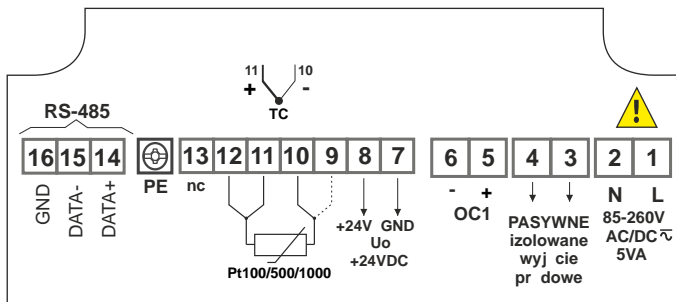 11 10
+ -
TC
RS-485
16 15 14 13 12 11 10 9 8 7 6 5 4 3 2 1
GND DATA- DATA+ PE nc
+24V GND
Uo
+24VDC
Pt100/500/1000
- +
OC1
PASYWNE
izolowane
wyj cie
pr dowe
N L
85-260V
AC/DC
5VA